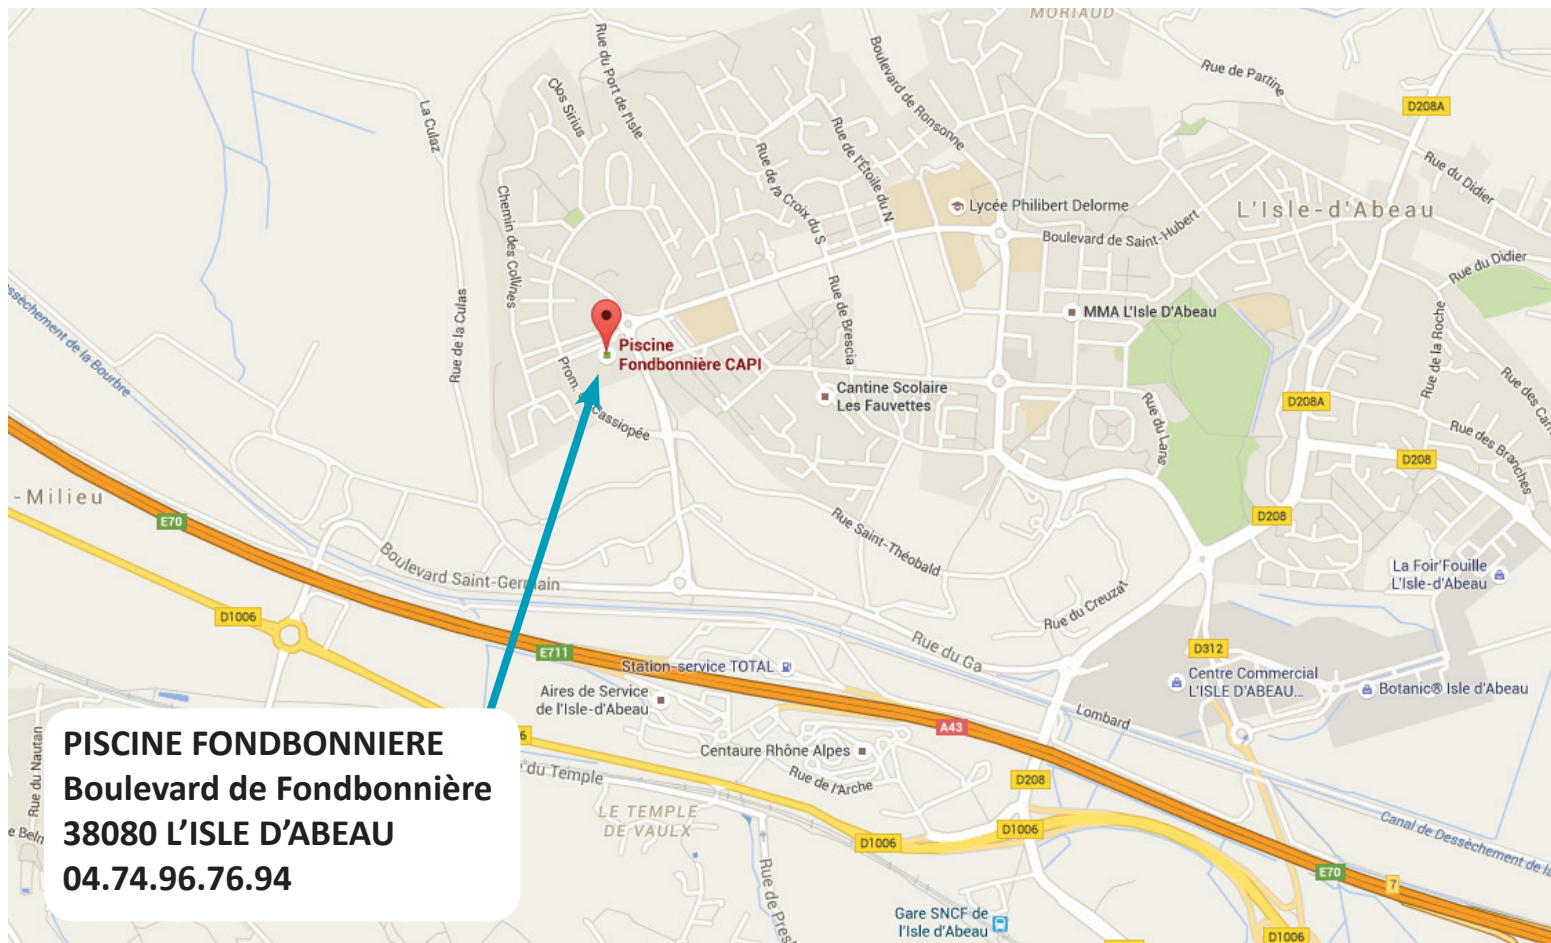 MORIAUD
Rue du Port de l'Isle
Boulevard de Ronsonne
Rue de Partine
Clos Sirius
La Culaz
D208A
Rue de l'Étoile du N
Rue de la Croix du S
Rue du Didier
Chemin des Collines
Lycée Philibert Delorme
L'Isle-d'Abeau
Boulevard de Saint-Hubert
Rue du Didier
Rue de Brescia
Rue de la Culas
MMA L'Isle D'Abeau
Rue de la Roche
Piscine
Fondbonnière CAPI
Prom.
Cassiopée
Cantine Scolaire
Les Fauvettes
D208A
Rue du Laus
Rue des Branches
D208
-Milieu
E70
D208
Rue Saint-Théobald
Boulevard Saint-Germain
La Foir'Fouille
L'Isle-d'Abeau
Rue du Creuzat
D1006
Rue du Ga
D312
E711
Station-service TOTAL
Centre Commercial
L'ISLE D'ABEAU...
Botanic® Isle d'Abeau
Aires de Service
de l'Isle-d'Abeau
Lombard
A43
Centaure Rhône Alpes
Rue de l'Arche
D208
Rue du Nautan
du Temple
LE TEMPLE
DE VAULX
D1006
D1006
Canal de Dessèchement de la
E70
7
Gare SNCF de
l'Isle d'Abeau
D1006
PISCINE FONDBONNIERE
Boulevard de Fondbonnière
38080 L’ISLE D’ABEAU
04.74.96.76.94